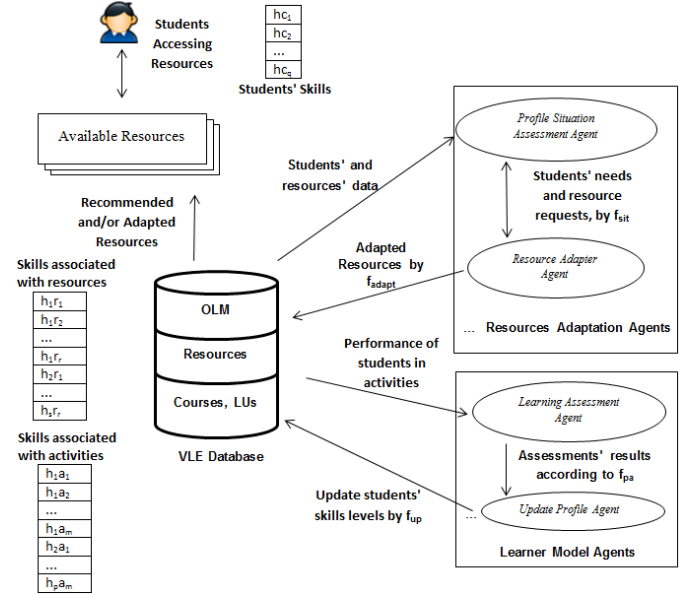 Students
Accessing
Resources
hc1
hc2
...
hcq
Students' Skills
Available Resources
Recommended
and/or Adapted
Resources
Students' and
resources' data
Profile Situation
Assessment Agent
Students' needs
and resource
requests, by fsit
Resource Adapter
Agent
... Resources Adaptation Agents
Adapted
Resources by
fadapt
Skills associated
with resources
h1r1
h1r2
...
h1rr
h2r1
...
hsrr
OLM
Resources
Courses, LUs
VLE Database
Performance of
students in
activities
Learning Assessment
Agent
Assessments' results
according to fpa
... Update Profile Agent
Learner Model Agents
Update students'
skills levels by fup
Skills associated
with activities
h1a1
h1a2
...
h1am
h2a1
...
hpam